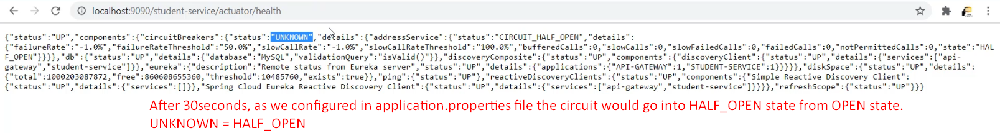 localhost:9090/student-service/actuator/health
{"status":"UP","components":{"circuitBreakers":{"status":"UNKNOWN","details":{"addressService":{"status":"CIRCUIT_HALF_OPEN","details":
{"failureRate":"-1.0%","failureRateThreshold":"50.0%","slowCallRate":"-1.0%","slowCallRateThreshold":"100.0%","bufferedCalls":0,"slowCalls":0,"slowFailedCalls":0,"failedCalls":0,"notPermittedCalls":0,"state":"HAL
F_OPEN"}}}},"db":{"status":"UP","details":{"database":"MySQL","validationQuery":"isValid()"}},"discoveryComposite":{"status":"UP","components":{"discoveryClient":{"status":"UP","details":{"services":["api-
gateway","student-service"]}},"eureka":{"description":"Remote status from Eureka server","status":"UP","details":{"applications":{"API-GATEWAY":1,"STUDENT-SERVICE":1}}}}},"diskSpace":{"status":"UP","details":
{"total":1000203087872,"free":860608655360,"threshold":10485760,"exists":true}},"ping":{"status":"UP"},"reactiveDiscoveryClients":{"status":"UP","components":{"Simple Reactive Discovery Client":
{"status":"UP","details":{"services":[]}},"Spring Cloud Eureka Reactive Discovery Client":{"status":"UP","details":{"services":["api-gateway","student-service"]}}}},"refreshScope":{"status":"UP"}}}
After 30seconds, as we configured in application.properties file the circuit would go into HALF_OPEN state from OPEN state.
UNKNOWN = HALF_OPEN